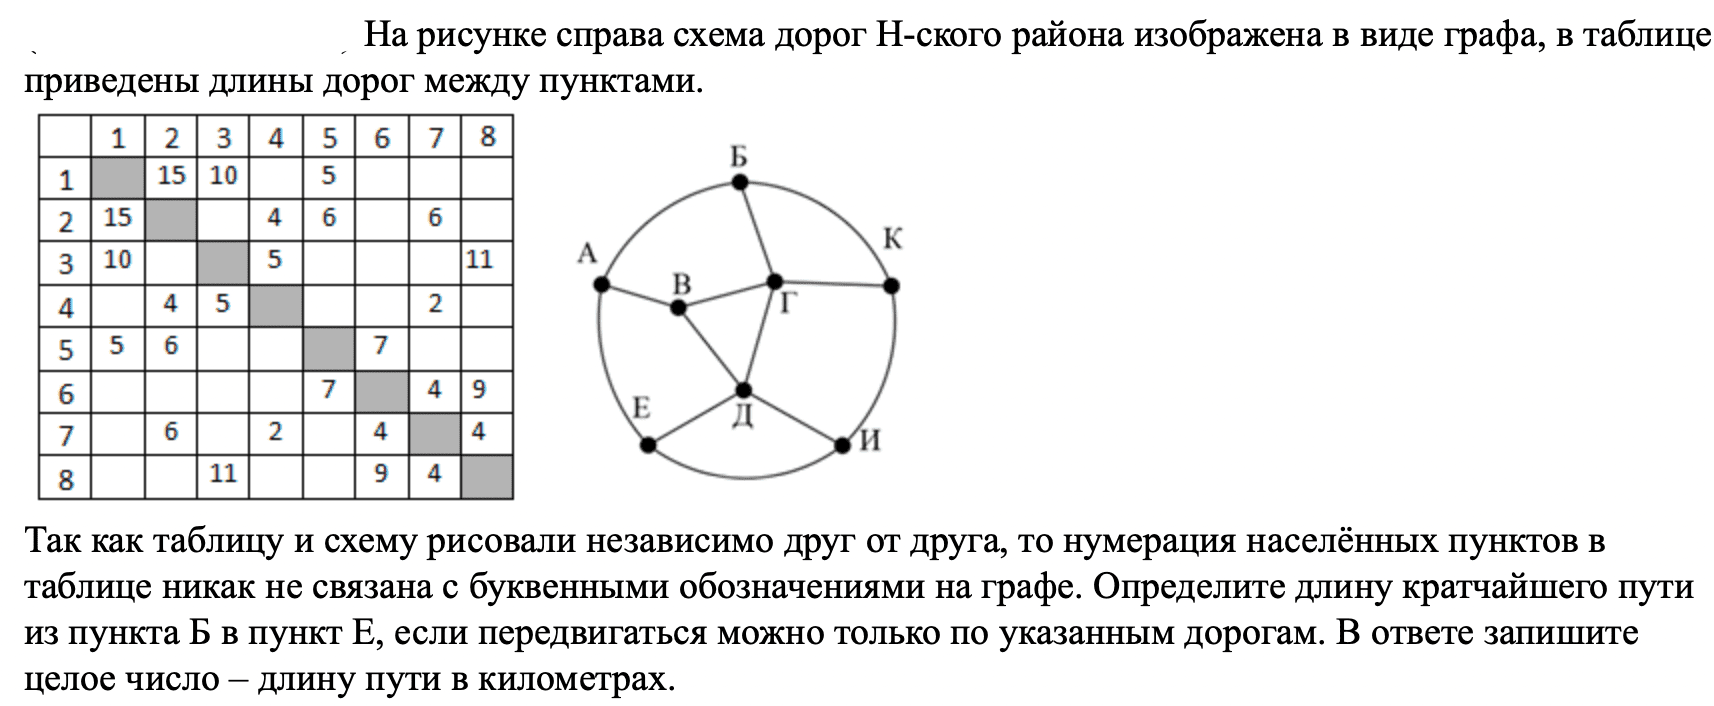 На рисунке справа схема дорог Н-ского района изображена в виде графа, в таблице
приведены длины дорог между пунктами.
1 2 3 4 5 6 7 8
1 15 10 5
2 15 4 6 6
3 10 5 11
4 4 5 2
5 5 6 7
6 7 4 9
7 6 2 4 4
8 11 9 4
Б
К
А
В
Г
Е
Д
И
Так как таблицу и схему рисовали независимо друг от друга, то нумерация населённых пунктов в
таблице никак не связана с буквенными обозначениями на графе. Определите длину кратчайшего пути
из пункта Б в пункт Е, если передвигаться можно только по указанным дорогам. В ответе запишите
целое число – длину пути в километрах.